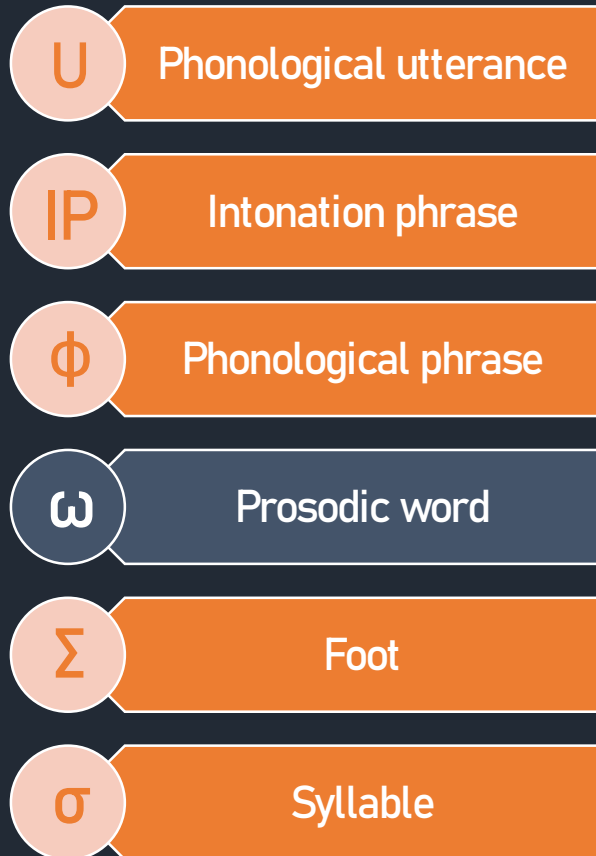 U Phonological utterance
IP Intonation phrase
ϕ Phonological phrase
ω Prosodic word
Σ Foot
σ Syllable